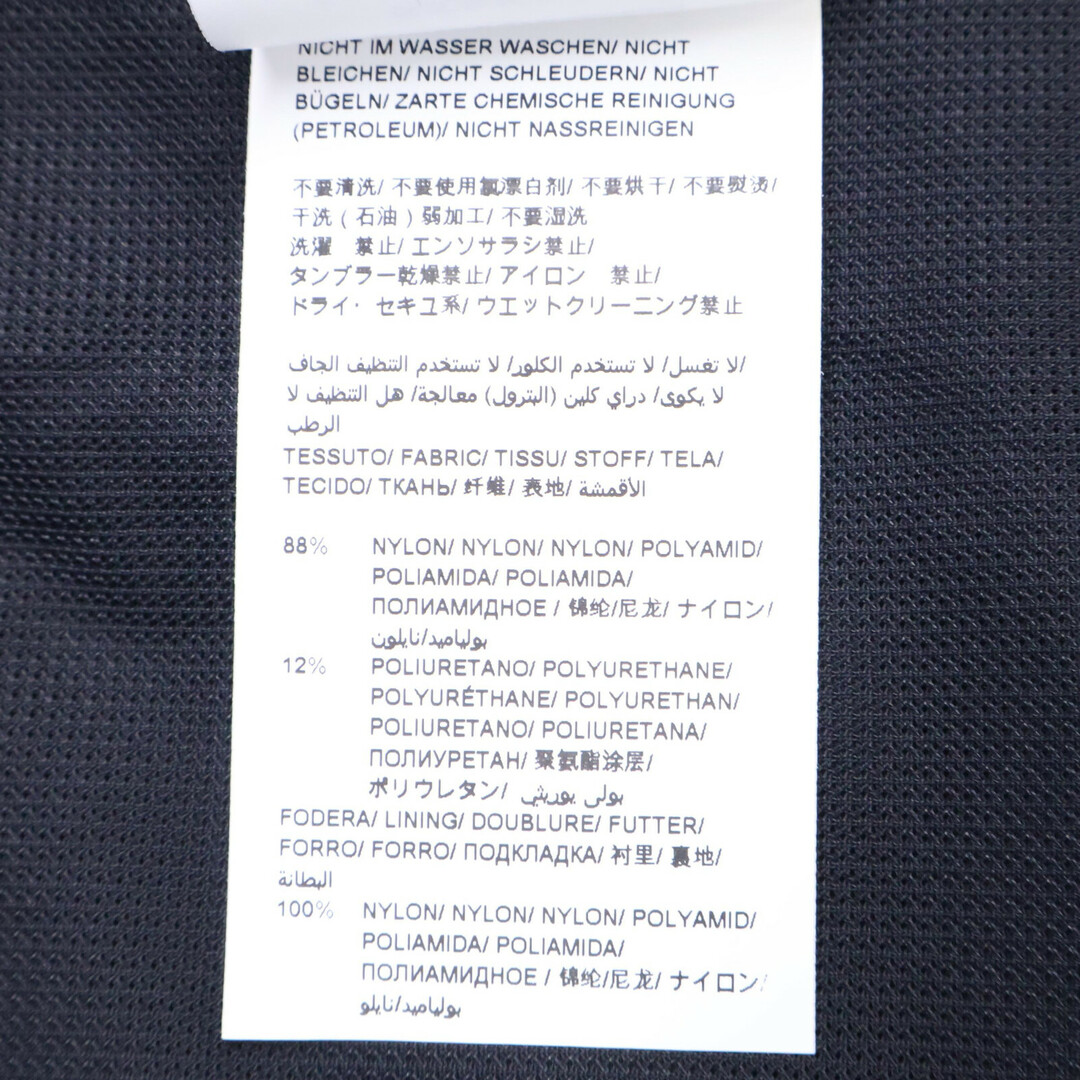 NICHT IM WASSER WASCHEN/ NICHT
BLEICHEN/ NICHT SCHLEUDERN/ NICHT
BÜGELN/ ZARTE CHEMISCHE REINIGUNG
(PETROLEUM)/ NICHT NASSREINIGEN
不要清洗/ 不要使用氯漂白剂/ 不要烘干/ 不要熨烫/
干洗 ( 石油 ) 弱加工/ 不要湿洗
洗濯　禁止/ エンソサラシ禁止/
タンブラー乾燥禁止/ アイロン　禁止/
ドライ・ セキユ系/ ウエットクリーニング禁止
لا تغسل/ لا تستخدم الكلور/ لا تستخدم التنظيف الجاف/
لا يكوى/ دراي كلين (البترول) معالجة/ هل التنظيف لا
الرطب
TESSUTO/ FABRIC/ TISSU/ STOFF/ TELA/
TECIDO/ ТКАНЬ/ 纤维/ 表地/ الأقمشة
88% NYLON/ NYLON/ NYLON/ POLYAMID/
POLIAMIDA/ POLIAMIDA/
ПОЛИАМИДНОЕ / 锦纶/尼龙/ ナイロン/
بولياميد/نايلون
12% POLIURETANO/ POLYURETHANE/
POLYURÉTHANE/ POLYURETHAN/
POLIURETANO/ POLIURETANA/
ПОЛИУРЕТАН/ 聚氨酯涂层/
ポリウレタン/ بولى يوريثي
FODERA/ LINING/ DOUBLURE/ FUTTER/
FORRO/ FORRO/ ПОДКЛАДКА/ 衬里/ 裏地/
البطانة
100% NYLON/ NYLON/ NYLON/ POLYAMID/
POLIAMIDA/ POLIAMIDA/
ПОЛИАМИДНОЕ / 锦纶/尼龙/ ナイロン/
بولياميد/نايلو